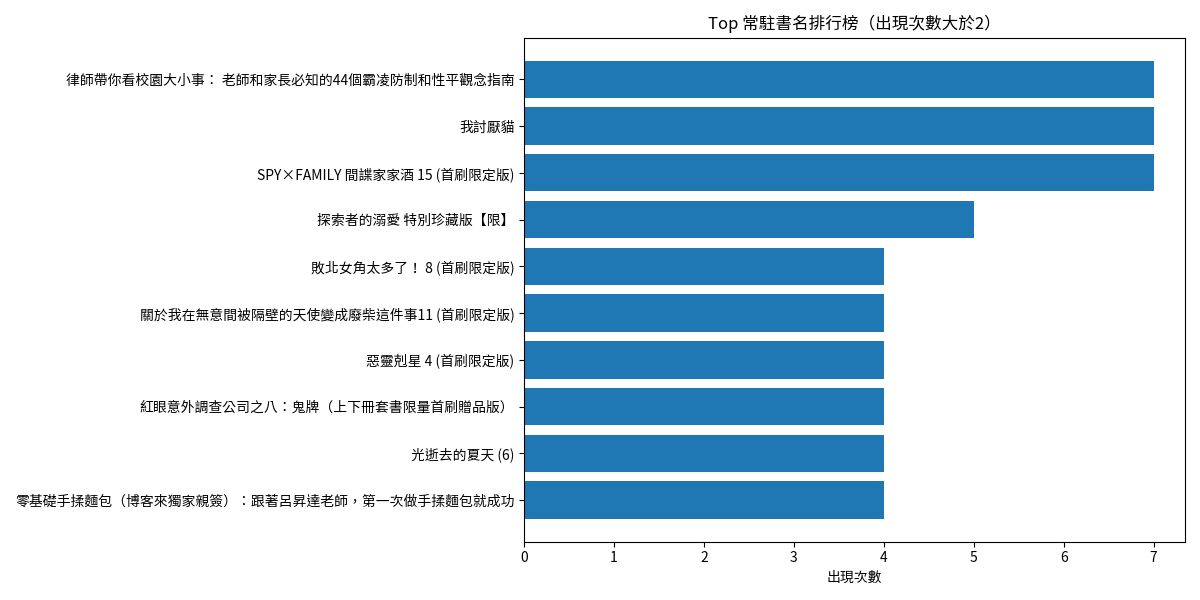 Top 常駐書名排行榜（出現次數大於2）
律師帶你看校園大小事： 老師和家長必知的44個霸凌防制和性平觀念指南
我討厭貓
SPY×FAMILY 間諜家家酒 15 (首刷限定版)
探索者的溺愛 特別珍藏版【限】
敗北女角太多了！ 8 (首刷限定版)
關於我在無意間被隔壁的天使變成廢柴這件事11 (首刷限定版)
惡靈剋星 4 (首刷限定版)
紅眼意外調查公司之八：鬼牌（上下冊套書限量首刷贈品版）
光逝去的夏天 (6)
零基礎手揉麵包（博客來獨家親簽）：跟著呂昇達老師，第一次做手揉麵包就成功
0 1 2 3 4 5 6 7
出現次數